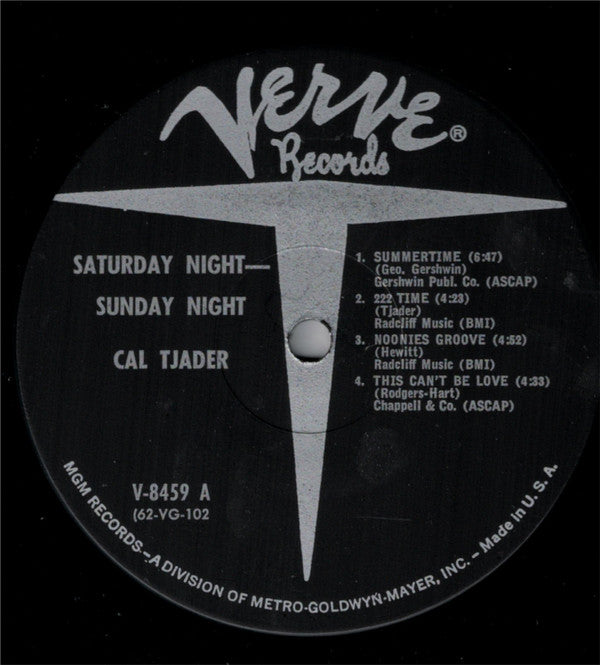 Verve®
Records
SATURDAY NIGHT—
SUNDAY NIGHT
CAL TJADER
1. SUMMERTIME (6:47)
(Geo. Gershwin)
Gershwin Publ. Co. (ASCAP)
2. 222 TIME (4:23)
(Tjader)
Radcliff Music (BMI)
3. NOONIES GROOVE (4:52)
(Hewitt)
Radcliff Music (BMI)
4. THIS CAN'T BE LOVE (4:33)
(Rodgers-Hart)
Chappell & Co. (ASCAP)
V-8459 A
(62-VG-102
MGM RECORDS—A DIVISION OF METRO-GOLDWYN-MAYER, INC. — Made in U. S. A.